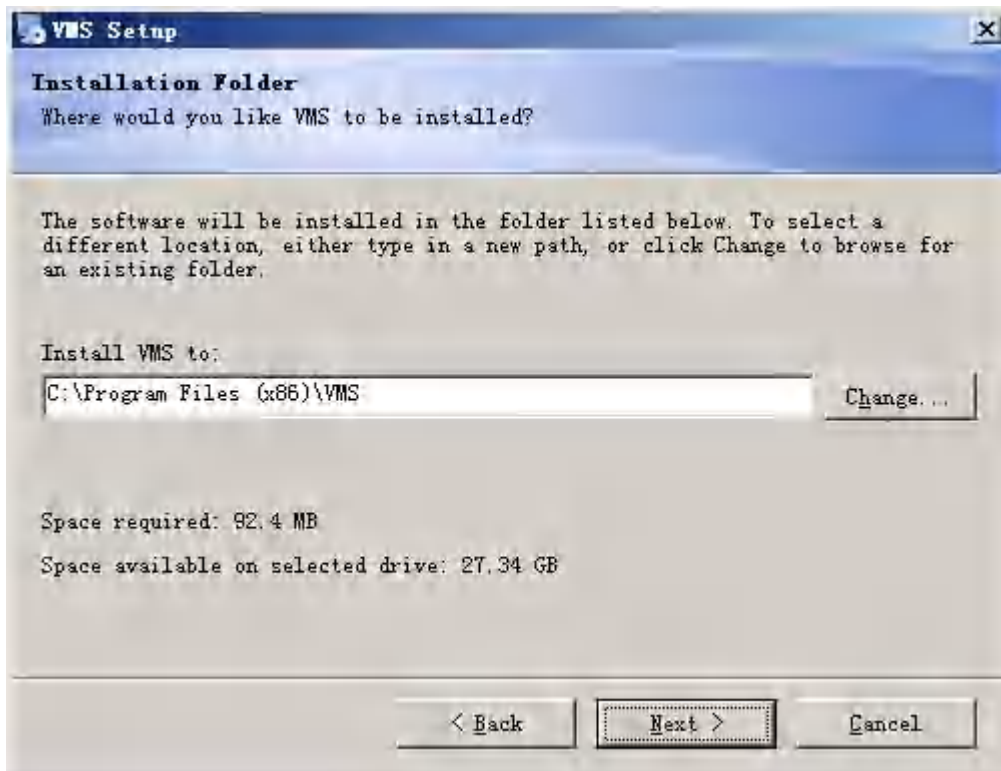 VMS Setup
Installation Folder
Where would you like VMS to be installed?
The software will be installed in the folder listed below. To select a
different location, either type in a new path, or click Change to browse for
an existing folder.
Install VMS to:
C:\Program Files (x86)\VMS
Change...
Space required: 92.4 MB
Space available on selected drive: 27.34 GB
< Back
Next >
Cancel